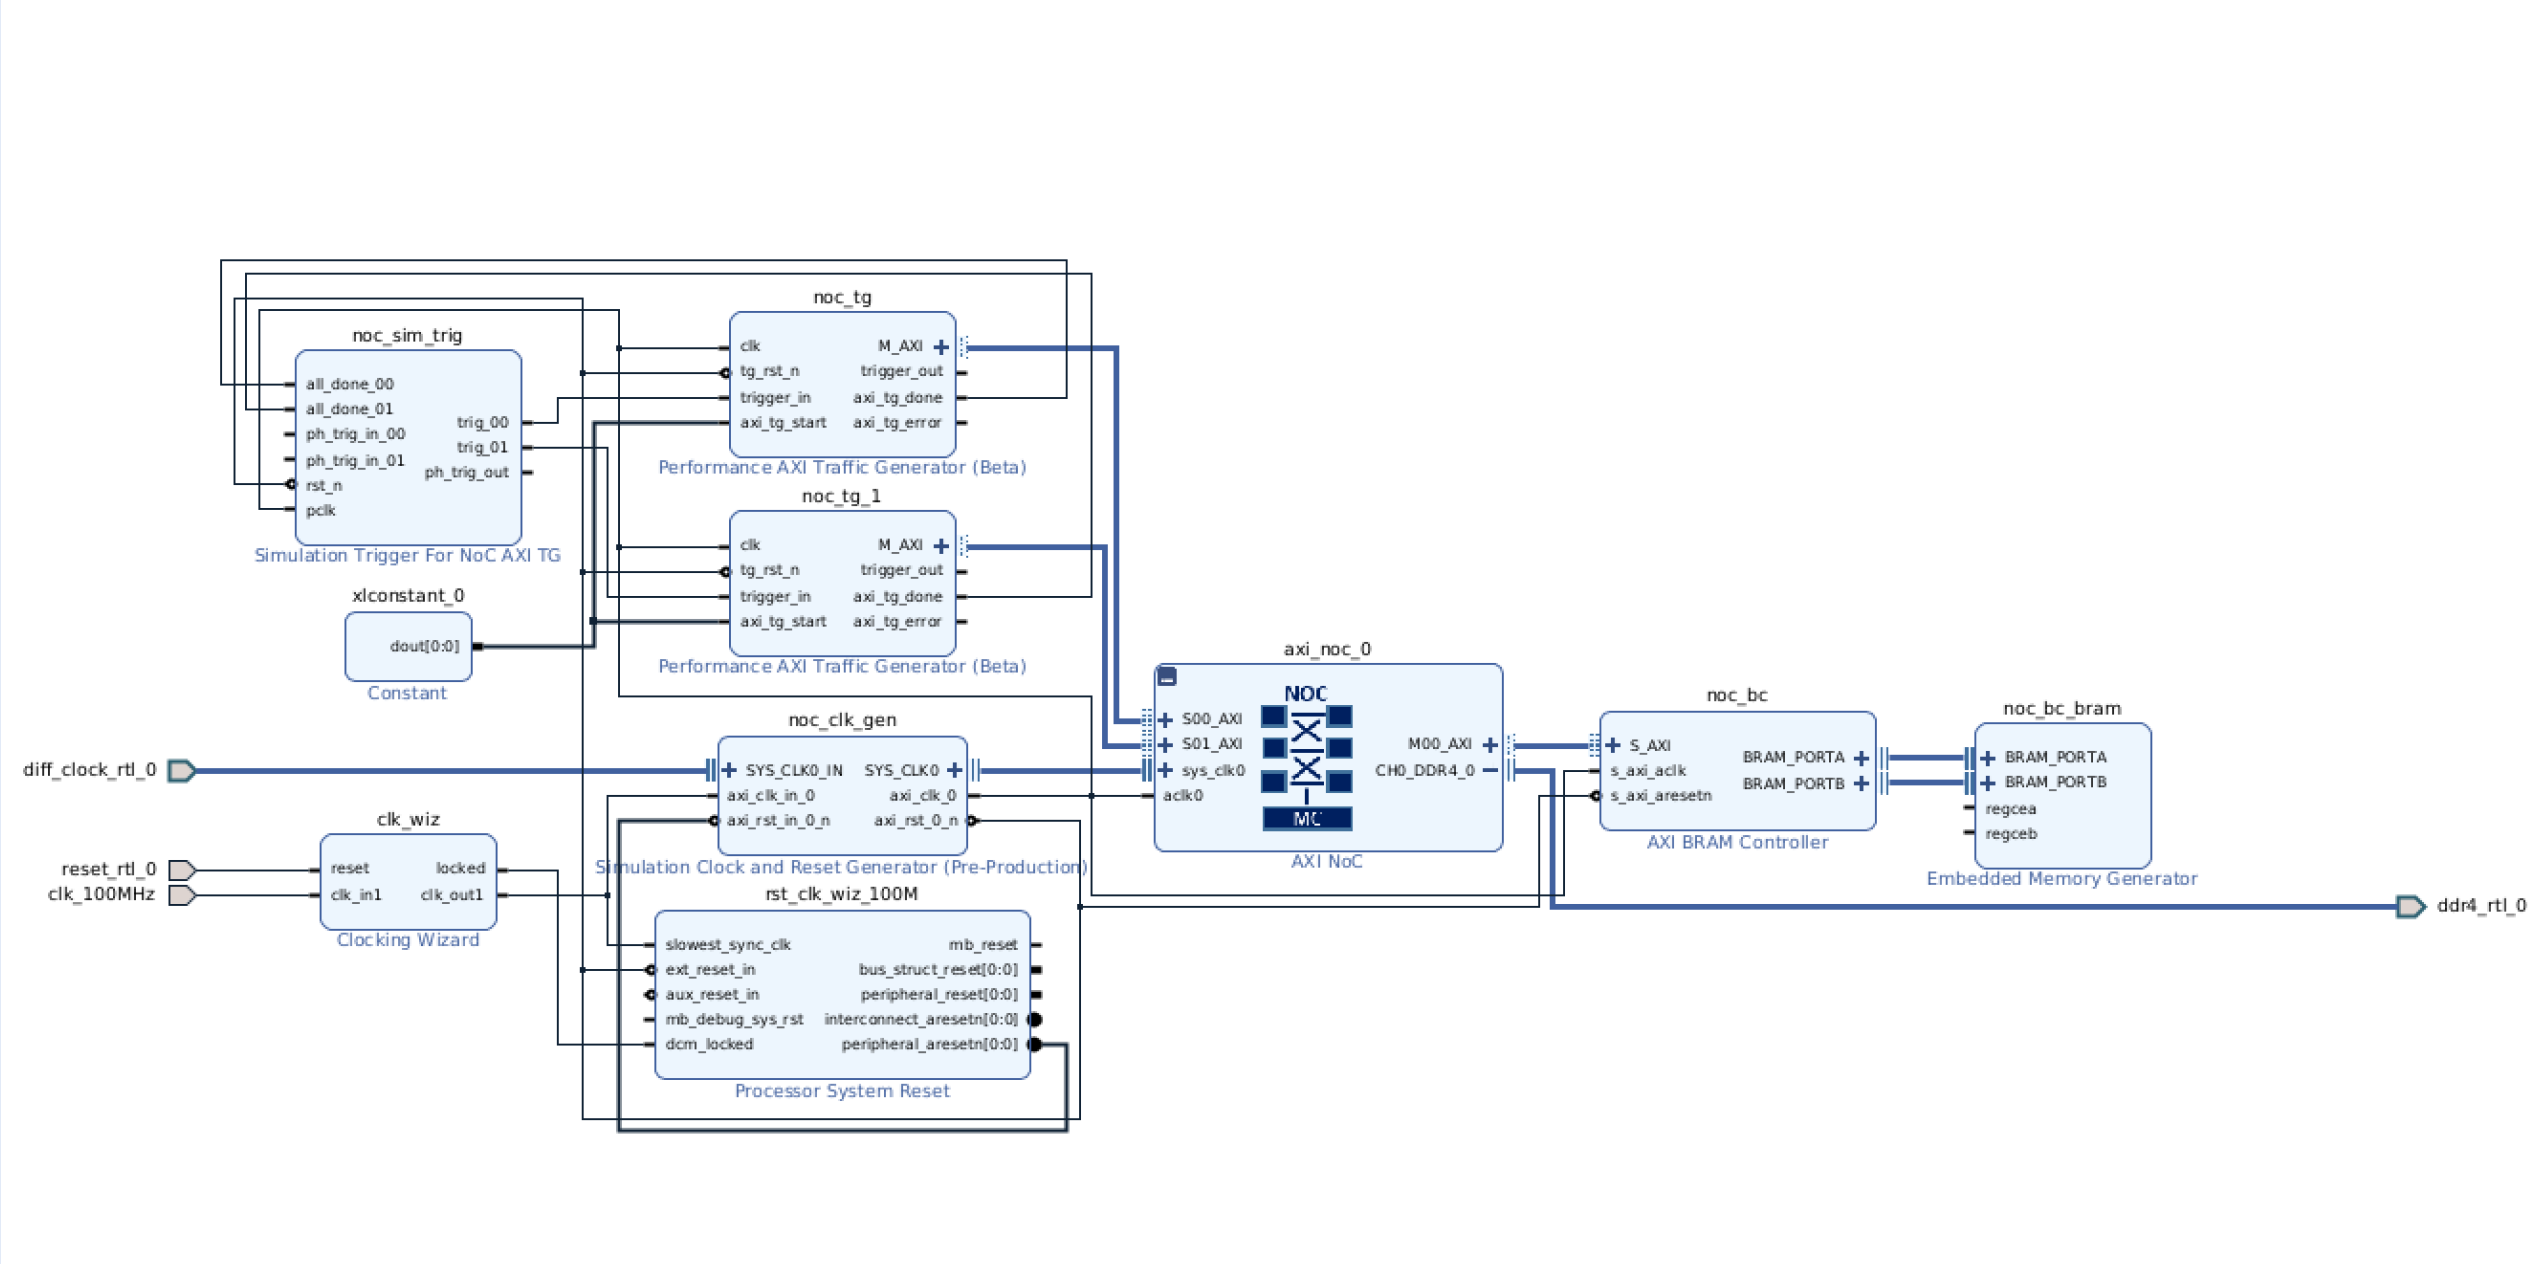 noc_tg
clk
tg_rst_n
trigger_in
axi_tg_start
M_AXI
trigger_out
axi_tg_done
axi_tg_error
Performance AXI Traffic Generator (Beta)
noc_sim_trig
all_done_00
all_done_01
ph_trig_in_00
ph_trig_in_01
rst_n
pclk
trig_00
trig_01
ph_trig_out
Simulation Trigger For NoC AXI TG
noc_tg_1
clk
tg_rst_n
trigger_in
axi_tg_start
M_AXI
trigger_out
axi_tg_done
axi_tg_error
Performance AXI Traffic Generator (Beta)
xlconstant_0
dout[0:0]
Constant
noc_clk_gen
SYS_CLK0_IN
axi_clk_in_0
axi_rst_in_0_n
SYS_CLK0
axi_clk_0
axi_rst_0_n
Simulation Clock and Reset Generator (Pre-Production)
diff_clock_rtl_0
reset_rtl_0
clk_100MHz
clk_wiz
reset
clk_in1
locked
clk_out1
Clocking Wizard
rst_clk_wiz_100M
slowest_sync_clk
ext_reset_in
aux_reset_in
mb_debug_sys_rst
dcm_locked
mb_reset
bus_struct_reset[0:0]
peripheral_reset[0:0]
interconnect_aresetn[0:0]
peripheral_aresetn[0:0]
Processor System Reset
axi_noc_0
NOC
S00_AXI
S01_AXI
sys_clk0
aclk0
MC
M00_AXI
CH0_DDR4_0
AXI NoC
noc_bc
S_AXI
s_axi_aclk
s_axi_aresetn
BRAM_PORTA
BRAM_PORTB
AXI BRAM Controller
noc_bc_bram
BRAM_PORTA
BRAM_PORTB
regcea
regceb
Embedded Memory Generator
ddr4_rtl_0